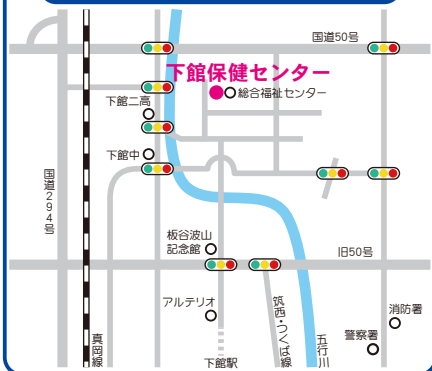 国道50号
下館保健センター
総合福祉センター
下館二高
下館中
国道294号
板谷波山
記念館
旧50号
アルテリオ
筑西・つくば線
消防署
警察署
五行川
真岡線
下館駅